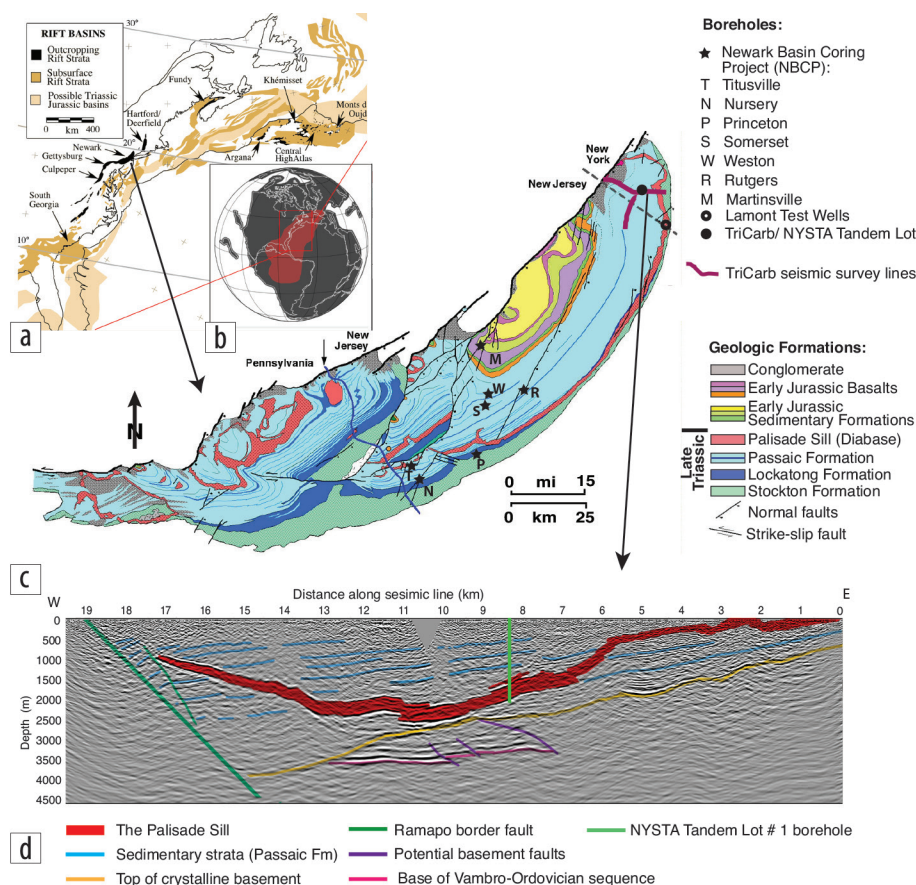 30°
RIFT BASINS
Outcropping
Rift Strata
Subsurface
Rift Strata
Possible Triassic
Jurassic basins
0 km 400
Fundy
Khémisset
Monts d
Oujd
Hartford/
Deerfield
20°
Newark
Gettysburg
Culpeper
Argana
Central
HighAtlas
South
Georgia
10°
a
b
Boreholes:
Newark Basin Coring
Project (NBCP):
T Titusville
N Nursery
P Princeton
S Somerset
W Weston
R Rutgers
M Martinsville
Lamont Test Wells
TriCarb/ NYSTA Tandem Lot
TriCarb seismic survey lines
New
York
New Jersey
New
Jersey
Pennsylvania
M
W
R
S
P
T
N
N
0 mi 15
0 km 25
Geologic Formations:
Conglomerate
Early Jurassic Basalts
Early Jurassic
Sedimentary Formations
Late
Triassic
Palisade Sill (Diabase)
Passaic Formation
Lockatong Formation
Stockton Formation
Normal faults
Strike-slip fault
c
Distance along sesimic line (km)
W
E
19 18 17 16 15 14 13 12 11 10 9 8 7 6 5 4 3 2 1 0
Depth (m)
0
500
1000
1500
2000
2500
3000
3500
4000
4500
The Palisade Sill
Ramapo border fault
NYSTA Tandem Lot # 1 borehole
Sedimentary strata (Passaic Fm)
Potential basement faults
d
Top of crystalline basement
Base of Vambro-Ordovician sequence